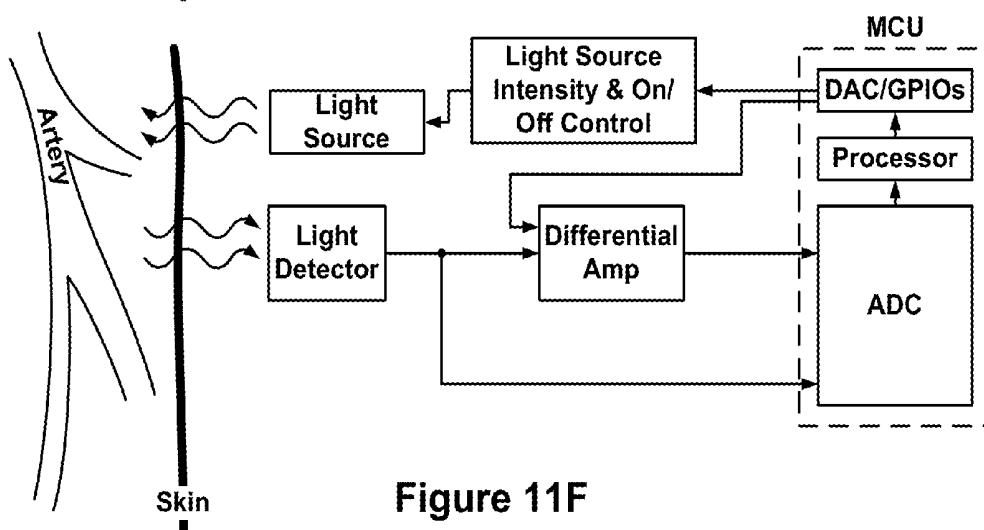 MCU
Light Source
Intensity & On/
Off Control
DAC/GPIOs
Light
Source
Processor
Artery
Light
Detector
Differential
Amp
ADC
Skin
Figure 11F